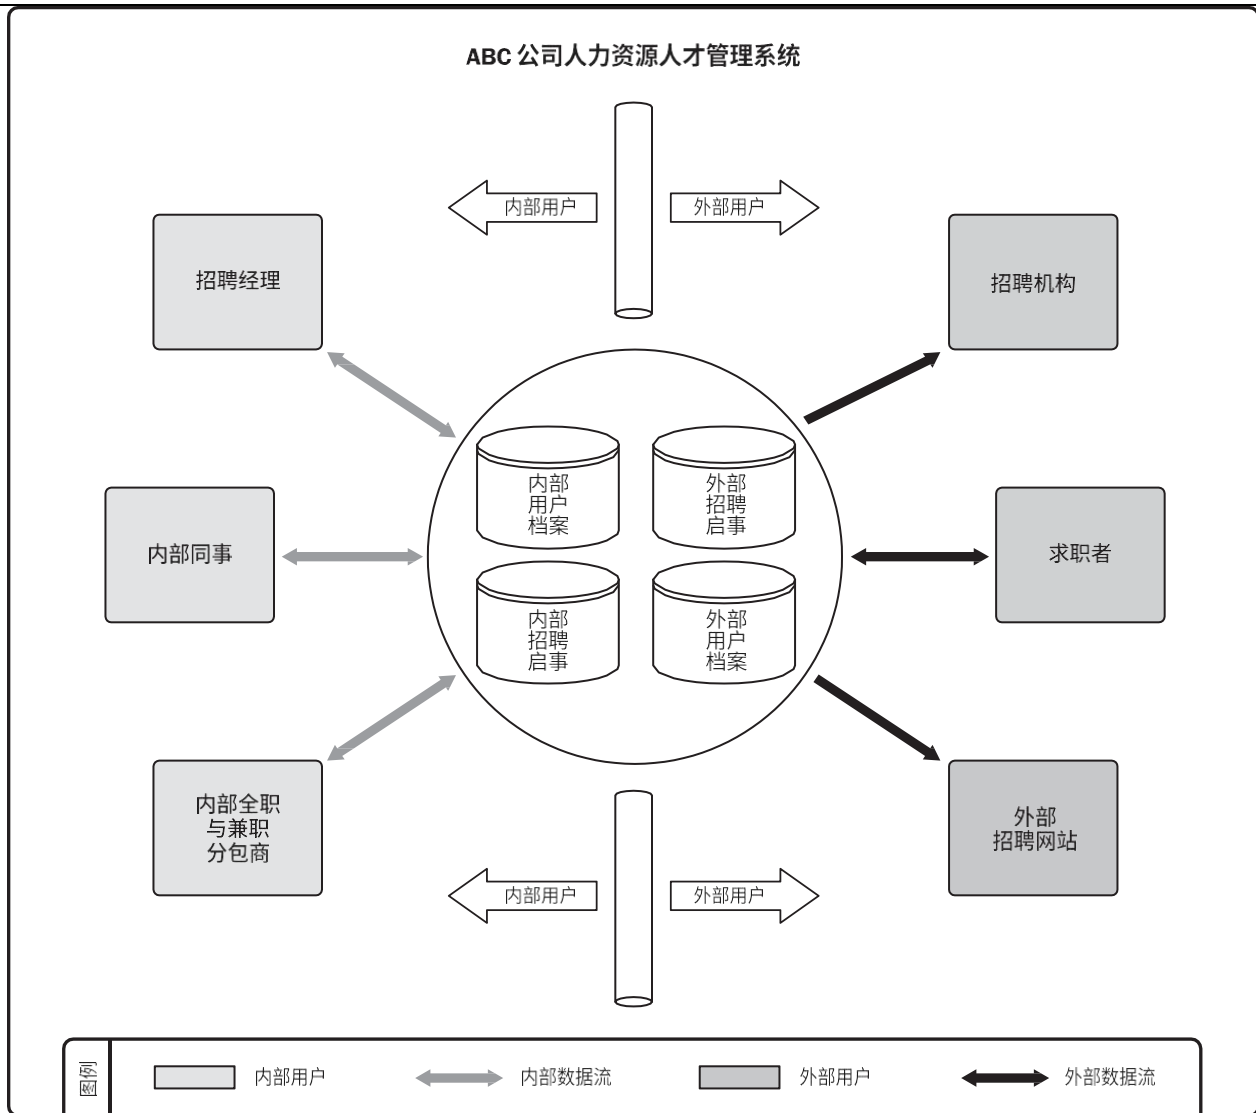 ABC 公司人力资源人才管理系统
内部用户
外部用户
招聘经理
招聘机构
内部
用户
档案
外部
招聘
启事
内部同事
求职者
内部
招聘
启事
外部
用户
档案
内部全职
与兼职
分包商
外部
招聘网站
内部用户
外部用户
图例
内部用户
内部数据流
外部用户
外部数据流